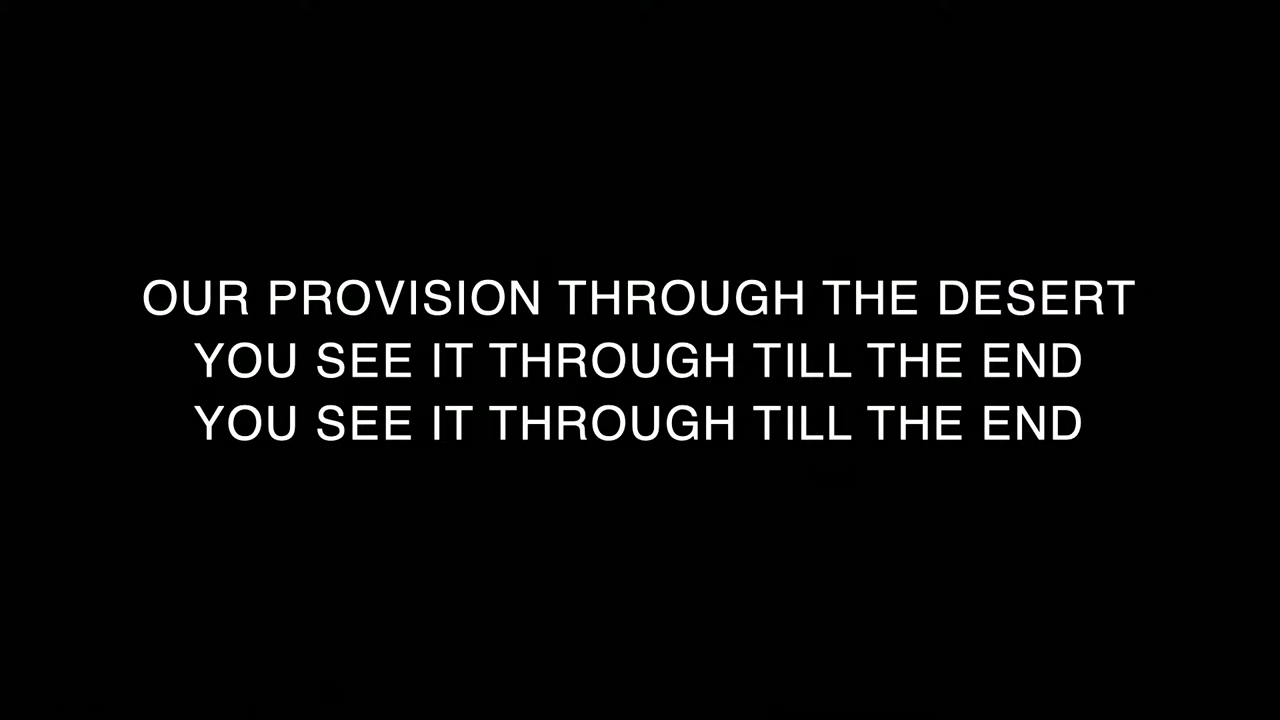 OUR PROVISION THROUGH THE DESERT
YOU SEE IT THROUGH TILL THE END
YOU SEE IT THROUGH TILL THE END